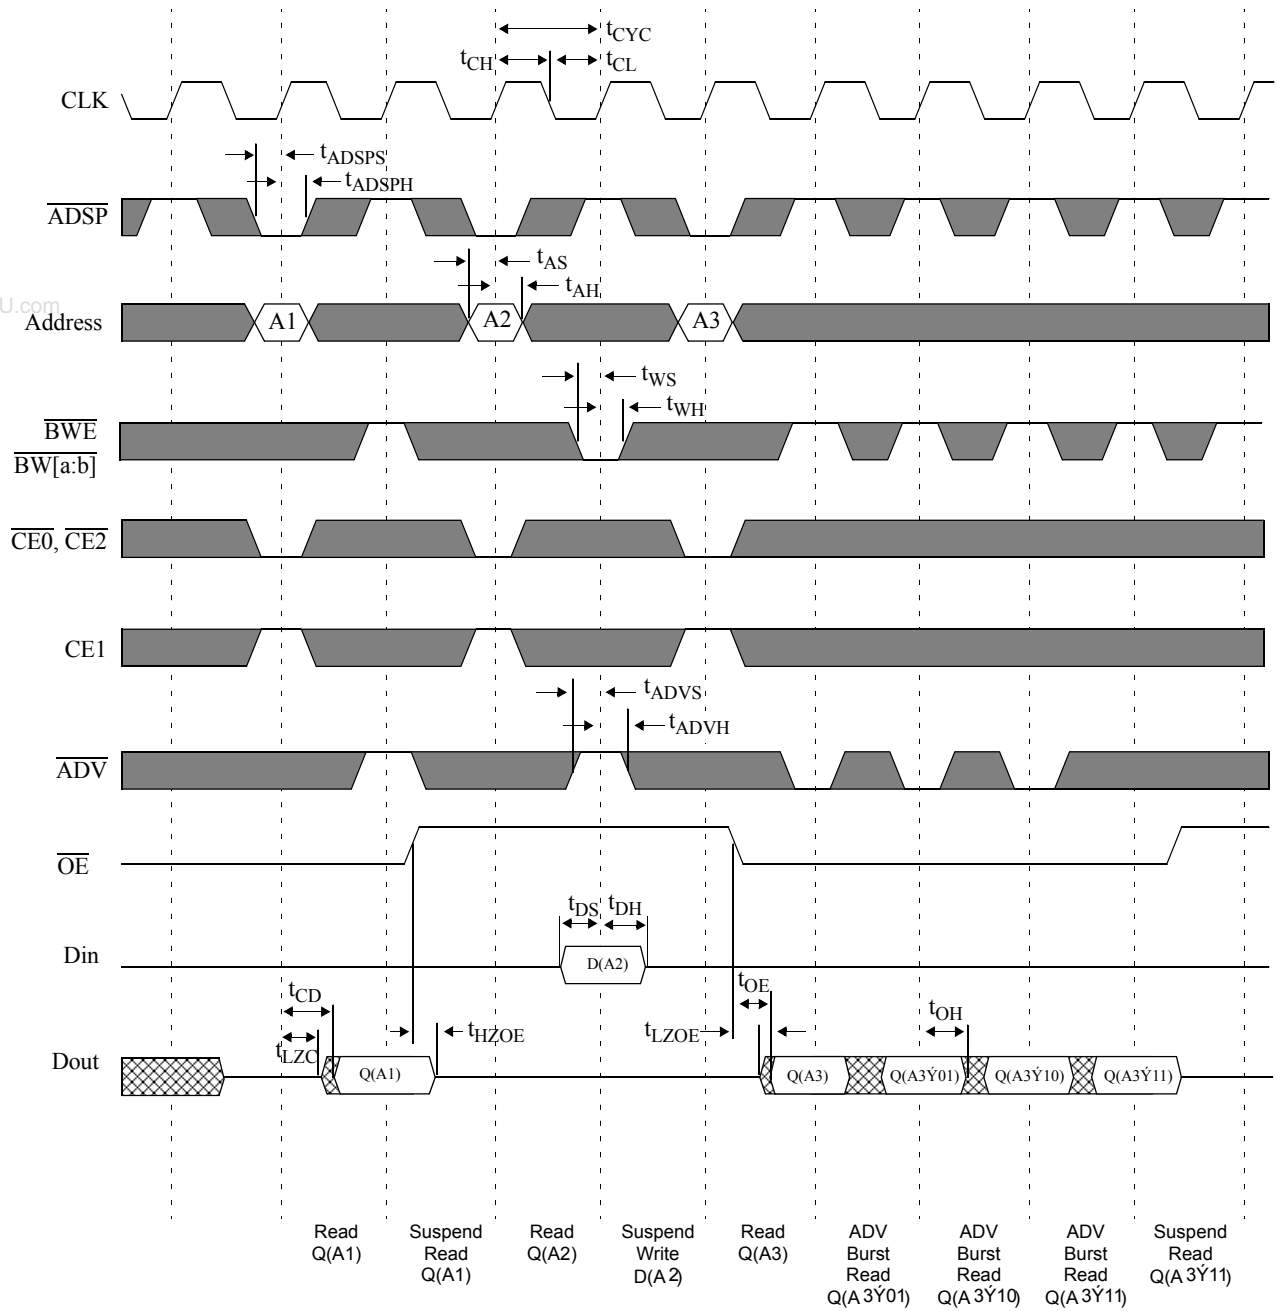 tCYC
tCH
tCL
CLK
tADSPS
tADSPH
ADSP
tAS
tAH
U.com
Address
A1
A2
A3
tWS
tWH
BWE
BW[a:b]
CE0, CE2
CE1
tADVS
tADVH
ADV
OE
tDS
tDH
Din
D(A2)
tCD
tOE
tOH
tLZC
tHZOE
tLZOE
Dout
Q(A1)
Q(A3)
Q(A3Ý01)
Q(A3Ý10)
Q(A3Ý11)
Read
Q(A1)
Suspend
Read
Q(A1)
Read
Q(A2)
Suspend
Write
D(A2)
Read
Q(A3)
ADV
Burst
Read
Q(A3Ý01)
ADV
Burst
Read
Q(A3Ý10)
ADV
Burst
Read
Q(A3Ý11)
Suspend
Read
Q(A3Ý11)